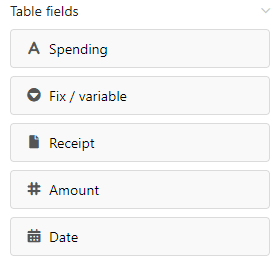 Table fields
Spending
Fix / variable
Receipt
Amount
Date